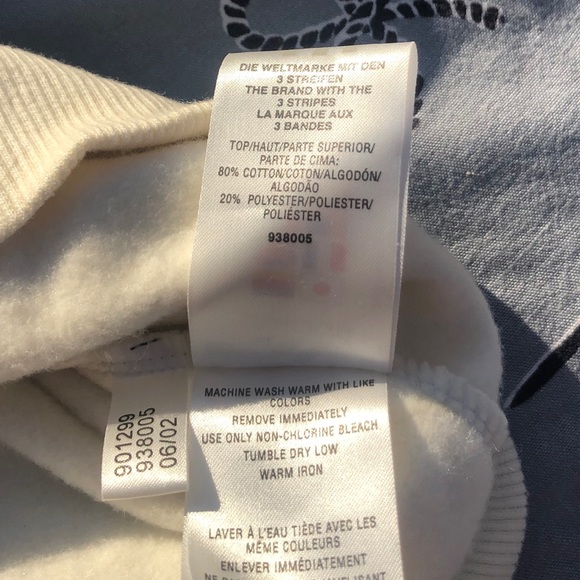 DIE WELTMARKE MIT DEN
3 STREIFEN
THE BRAND WITH THE
3 STRIPES
LA MARQUE AUX
3 BANDES
TOP/HAUT/PARTE SUPERIOR/
PARTE DE CIMA:
80% COTTON/COTON/ALGODÓN/
ALGODÃO
20% POLYESTER/POLIESTER/
POLIÉSTER
938005
901299
938005
06/02
MACHINE WASH WARM WITH LIKE
COLORS
REMOVE IMMEDIATELY
USE ONLY NON-CHLORINE BLEACH
TUMBLE DRY LOW
WARM IRON
LAVER À L'EAU TIÈDE AVEC LES
MÊME COULEURS
ENLEVER IMMÉDIATEMENT